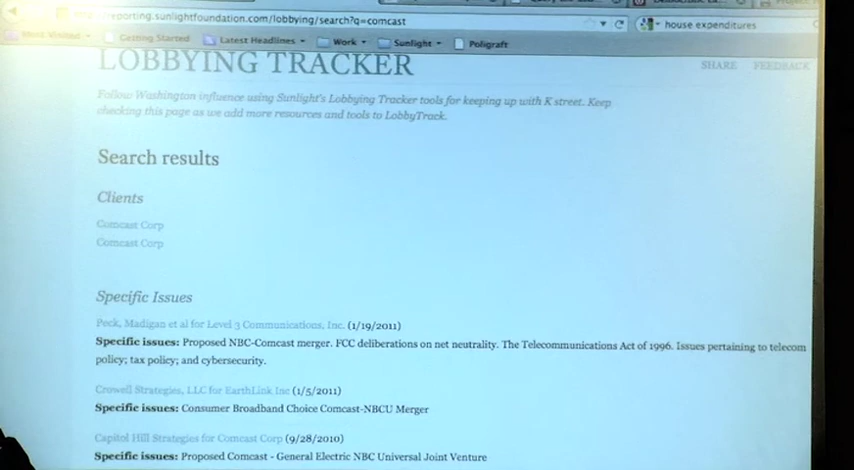 reporting.sunlightfoundation.com/lobbying/search?q=comcast
house expenditures
Most Visited Getting Started Latest Headlines Work Sunlight Poligraft
LOBBYING TRACKER
SHARE FEEDBACK
Follow Washington influence using Sunlight's Lobbying Tracker tools for keeping up with K street. Keep
checking this page as we add more resources and tools to LobbyTrack.
Search results
Clients
Comcast Corp
Comcast Corp
Specific Issues
Peck, Madigan et al for Level 3 Communications, Inc. (1/19/2011)
Specific issues: Proposed NBC-Comcast merger. FCC deliberations on net neutrality. The Telecommunications Act of 1996. Issues pertaining to telecom
policy; tax policy; and cybersecurity.
Crowell Strategies, LLC for EarthLink Inc (1/5/2011)
Specific issues: Consumer Broadband Choice Comcast-NBCU Merger
Capitol Hill Strategies for Comcast Corp (9/28/2010)
Specific issues: Proposed Comcast - General Electric NBC Universal Joint Venture